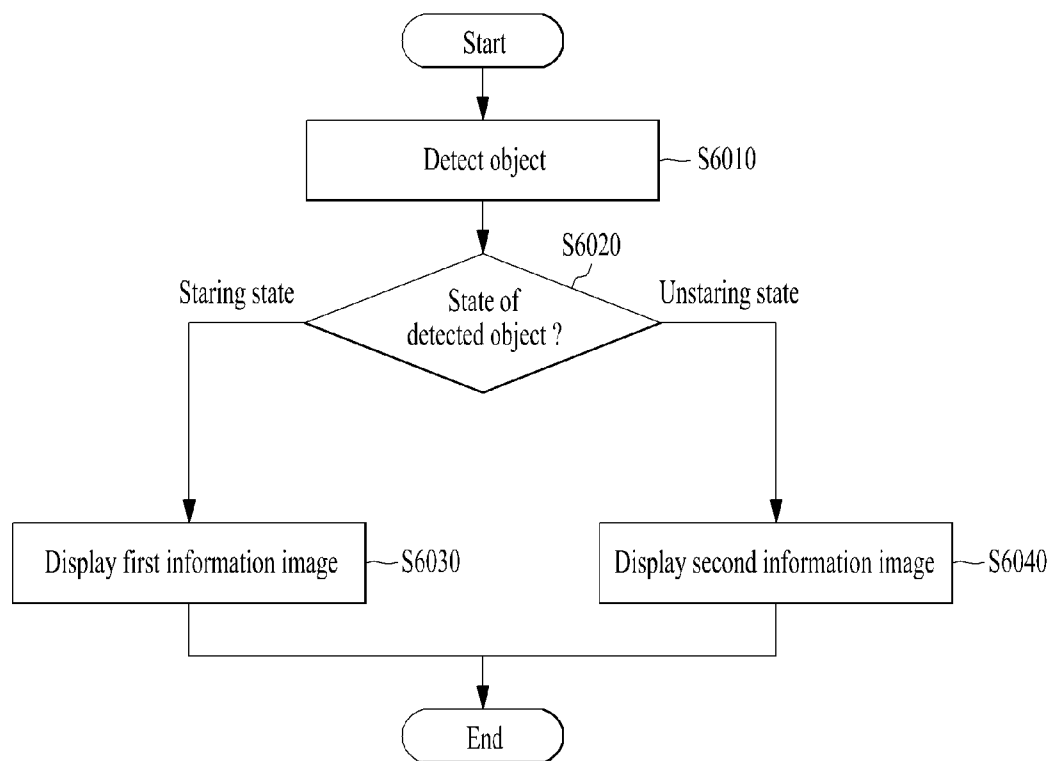 Start
Detect object
S6010
S6020
Staring state
State of
detected object ?
Unstaring state
Display first information image
S6030
Display second information image
S6040
End